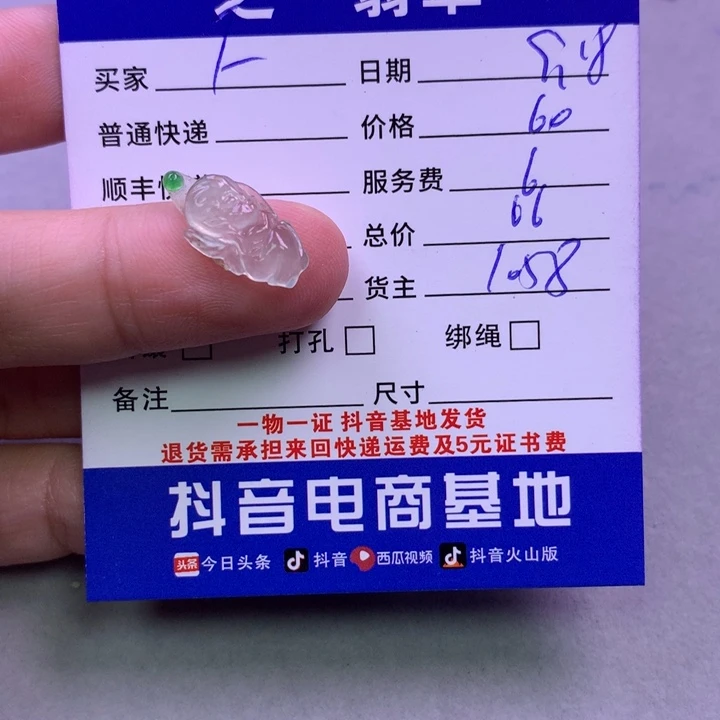 买家 日期
普通快递 价格 60
顺丰快 服务费 6
总价 66
货主 1058
打孔 绑绳
备注 尺寸
一物一证 抖音基地发货
退货需承担来回快递运费及5元证书费
抖音电商基地
头条 今日头条 抖音 西瓜视频 抖音火山版